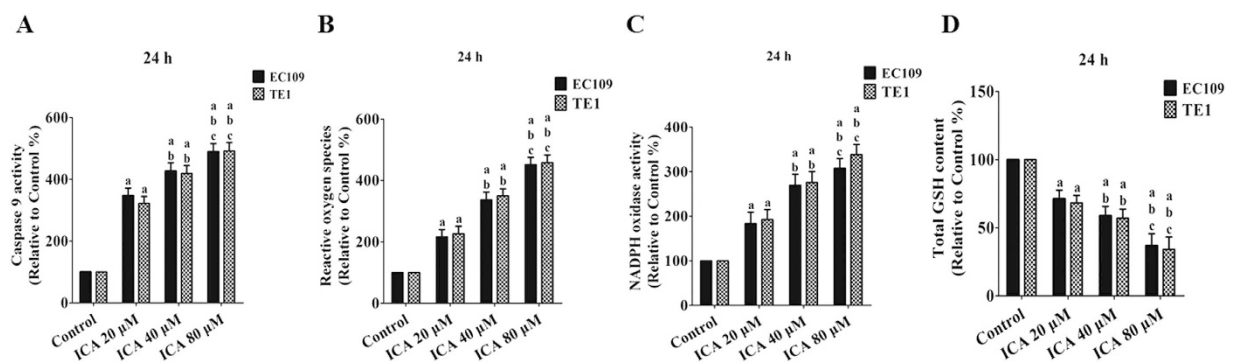 A
24 h
EC109
TE1
Caspase 9 activity
(Relative to Control %)
600
400
200
0
a a
a a
b b
a a
b b
c c
Control
ICA 20 μM
ICA 40 μM
ICA 80 μM
B
24 h
EC109
TE1
Reactive oxygen species
(Relative to Control %)
600
400
200
0
a a
a a
b b
a a
b b
c c
Control
ICA 20 μM
ICA 40 μM
ICA 80 μM
C
24 h
EC109
TE1
NADPH oxidase activity
(Relative to Control %)
400
300
200
100
0
a a
a a
b b
a a
b b
c c
Control
ICA 20 μM
ICA 40 μM
ICA 80 μM
D
24 h
EC109
TE1
Total GSH content
(Relative to Control %)
150
100
50
0
a a
a a
b b
a a
b b
c c
Control
ICA 20 μM
ICA 40 μM
ICA 80 μM